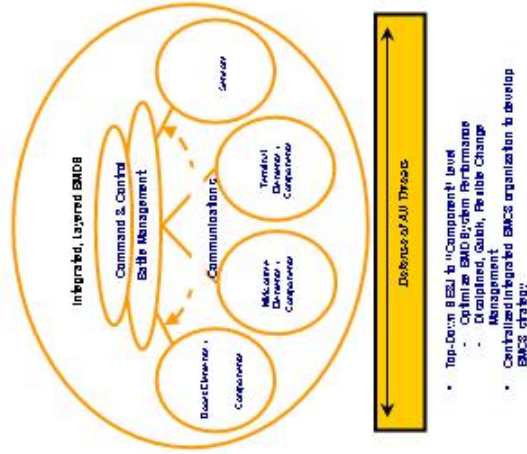 Integrated, Layered BMDS
Command & Control
Battle Management
Communications
Boost Elements /
Components
Midcourse
Elements /
Components
Terminal
Elements /
Components
Sensors
Defense of All Threats
• Top-Down to "Component" Level
- Optimize BMD System Performance
- Disciplined, Quick, Flexible Change
Management
• Centralized integrated BMDS organization to develop
BMDS strategy